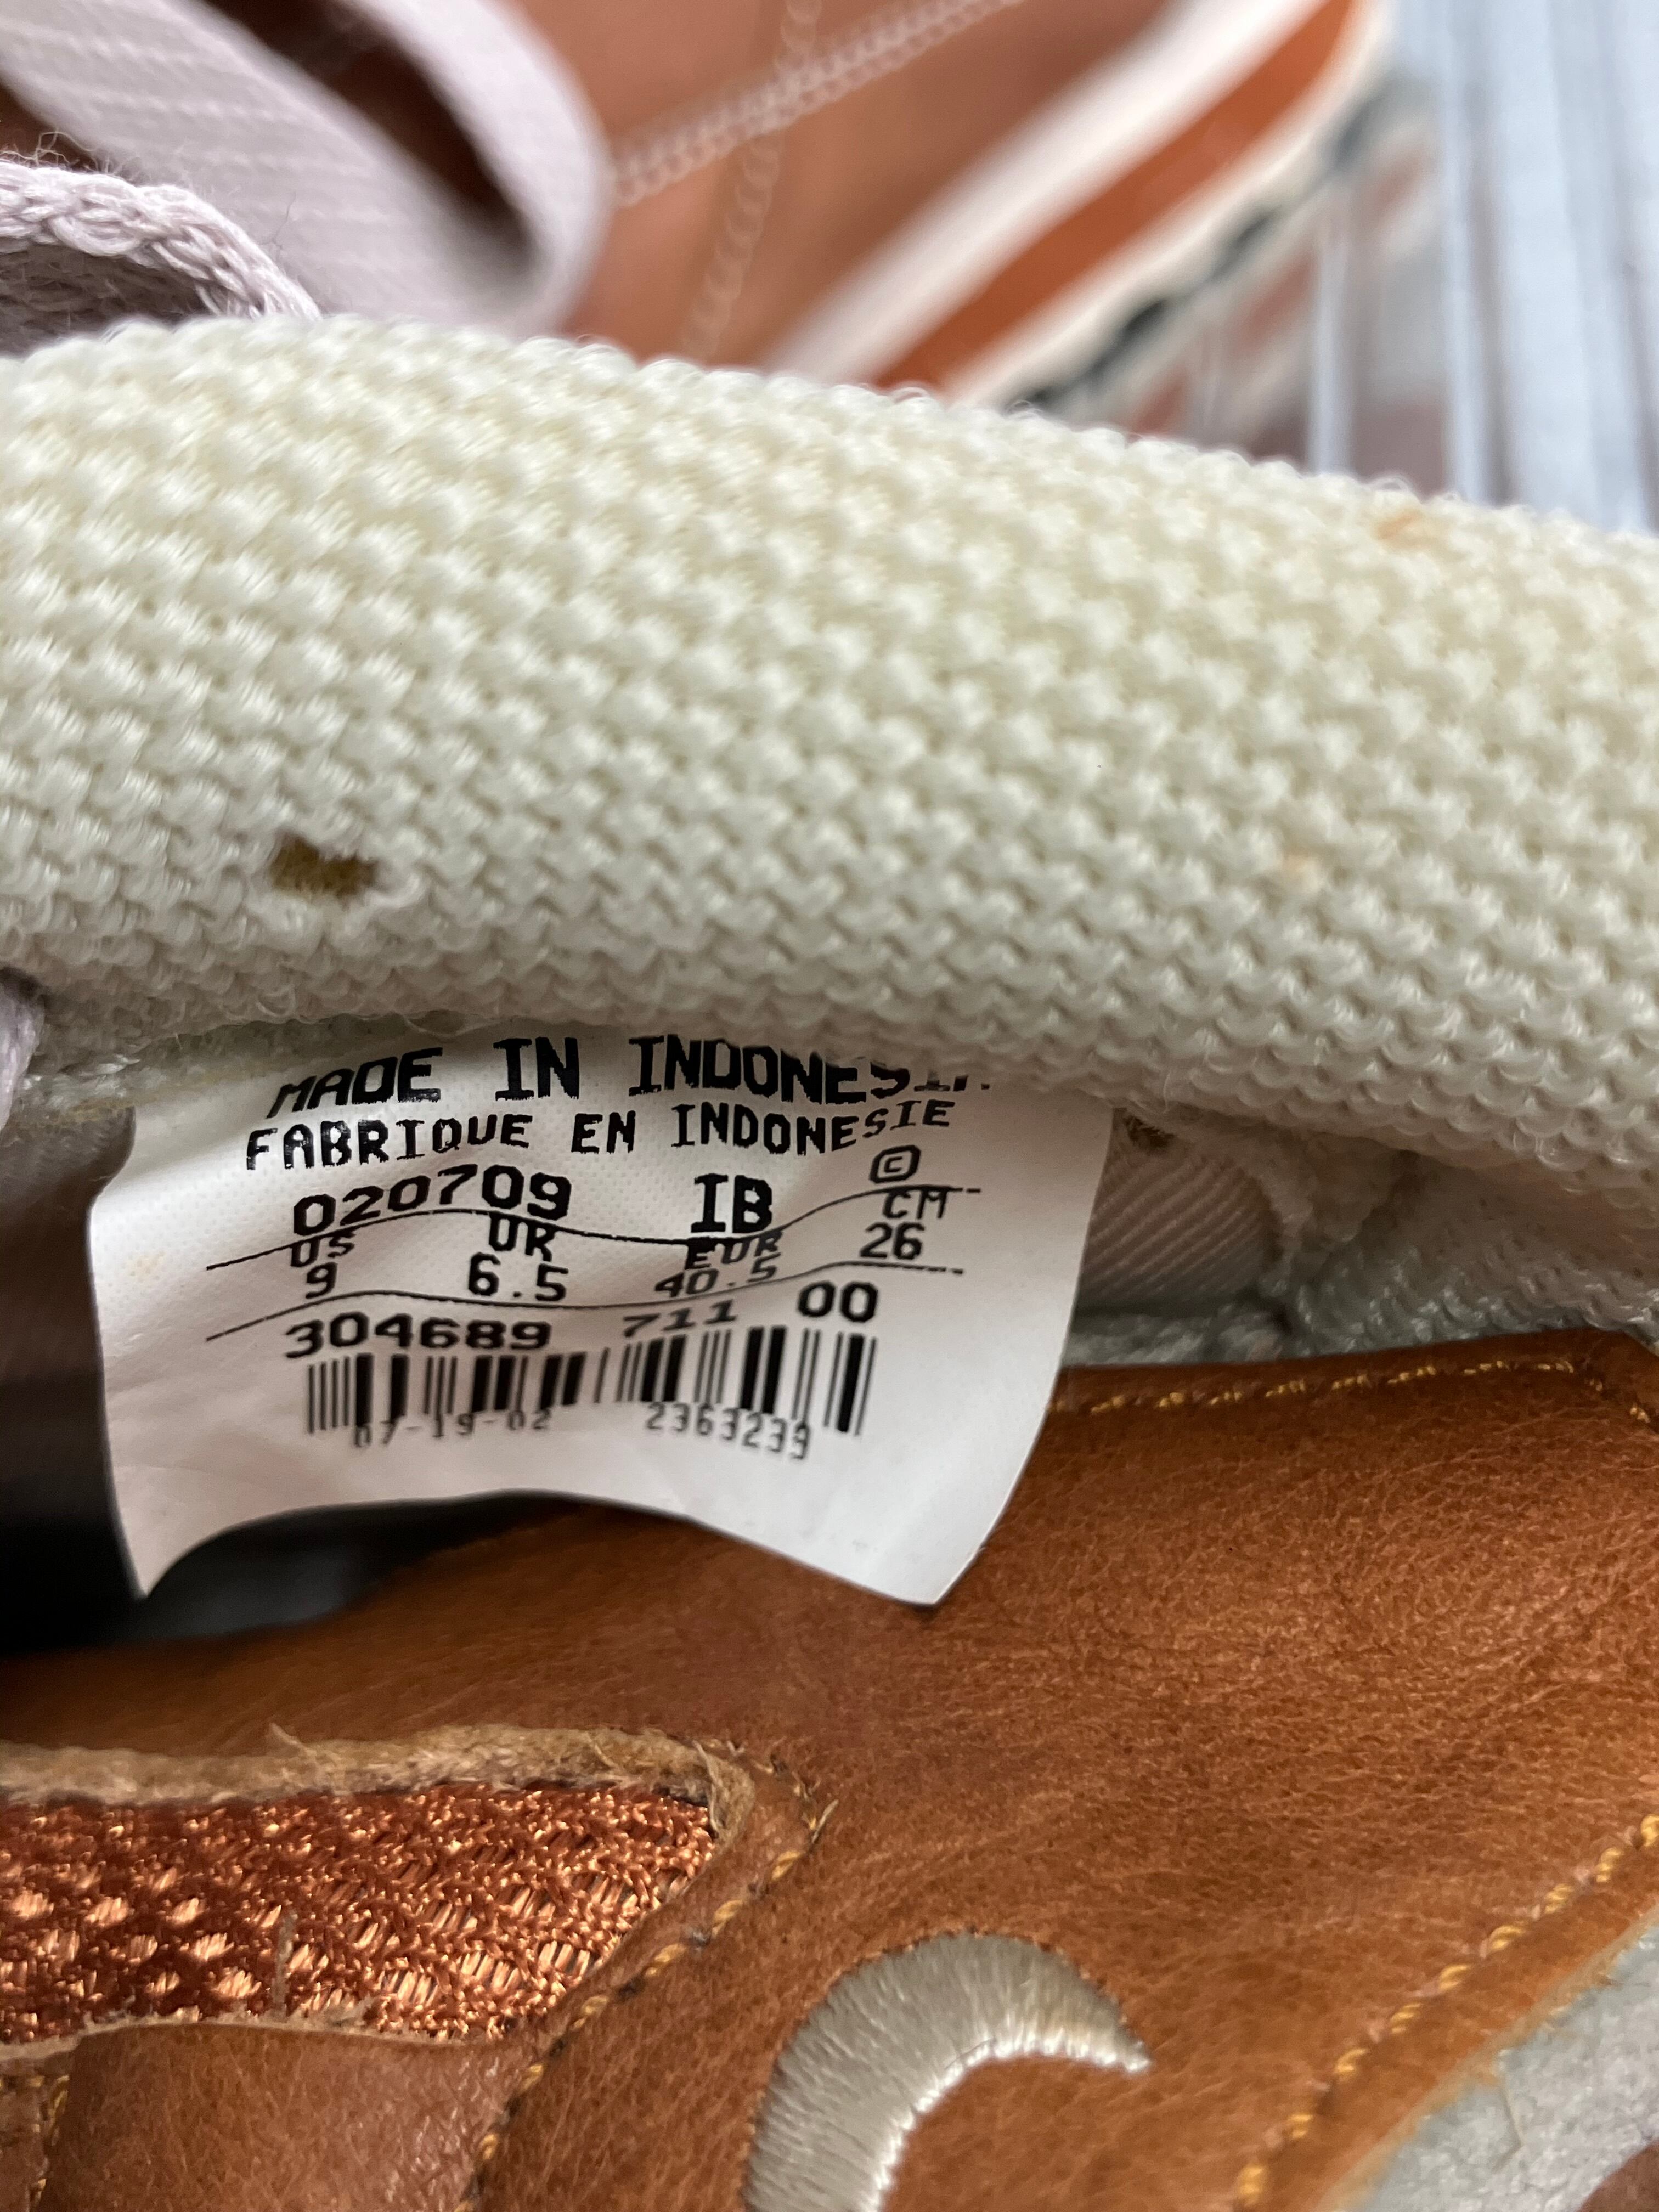 MADE IN INDONESIA
FABRIQUE EN INDONESIE
020709 IB ©
US UK EUR CM
9 6.5 40.5 26
304689 711 00
07-19-02 2363239